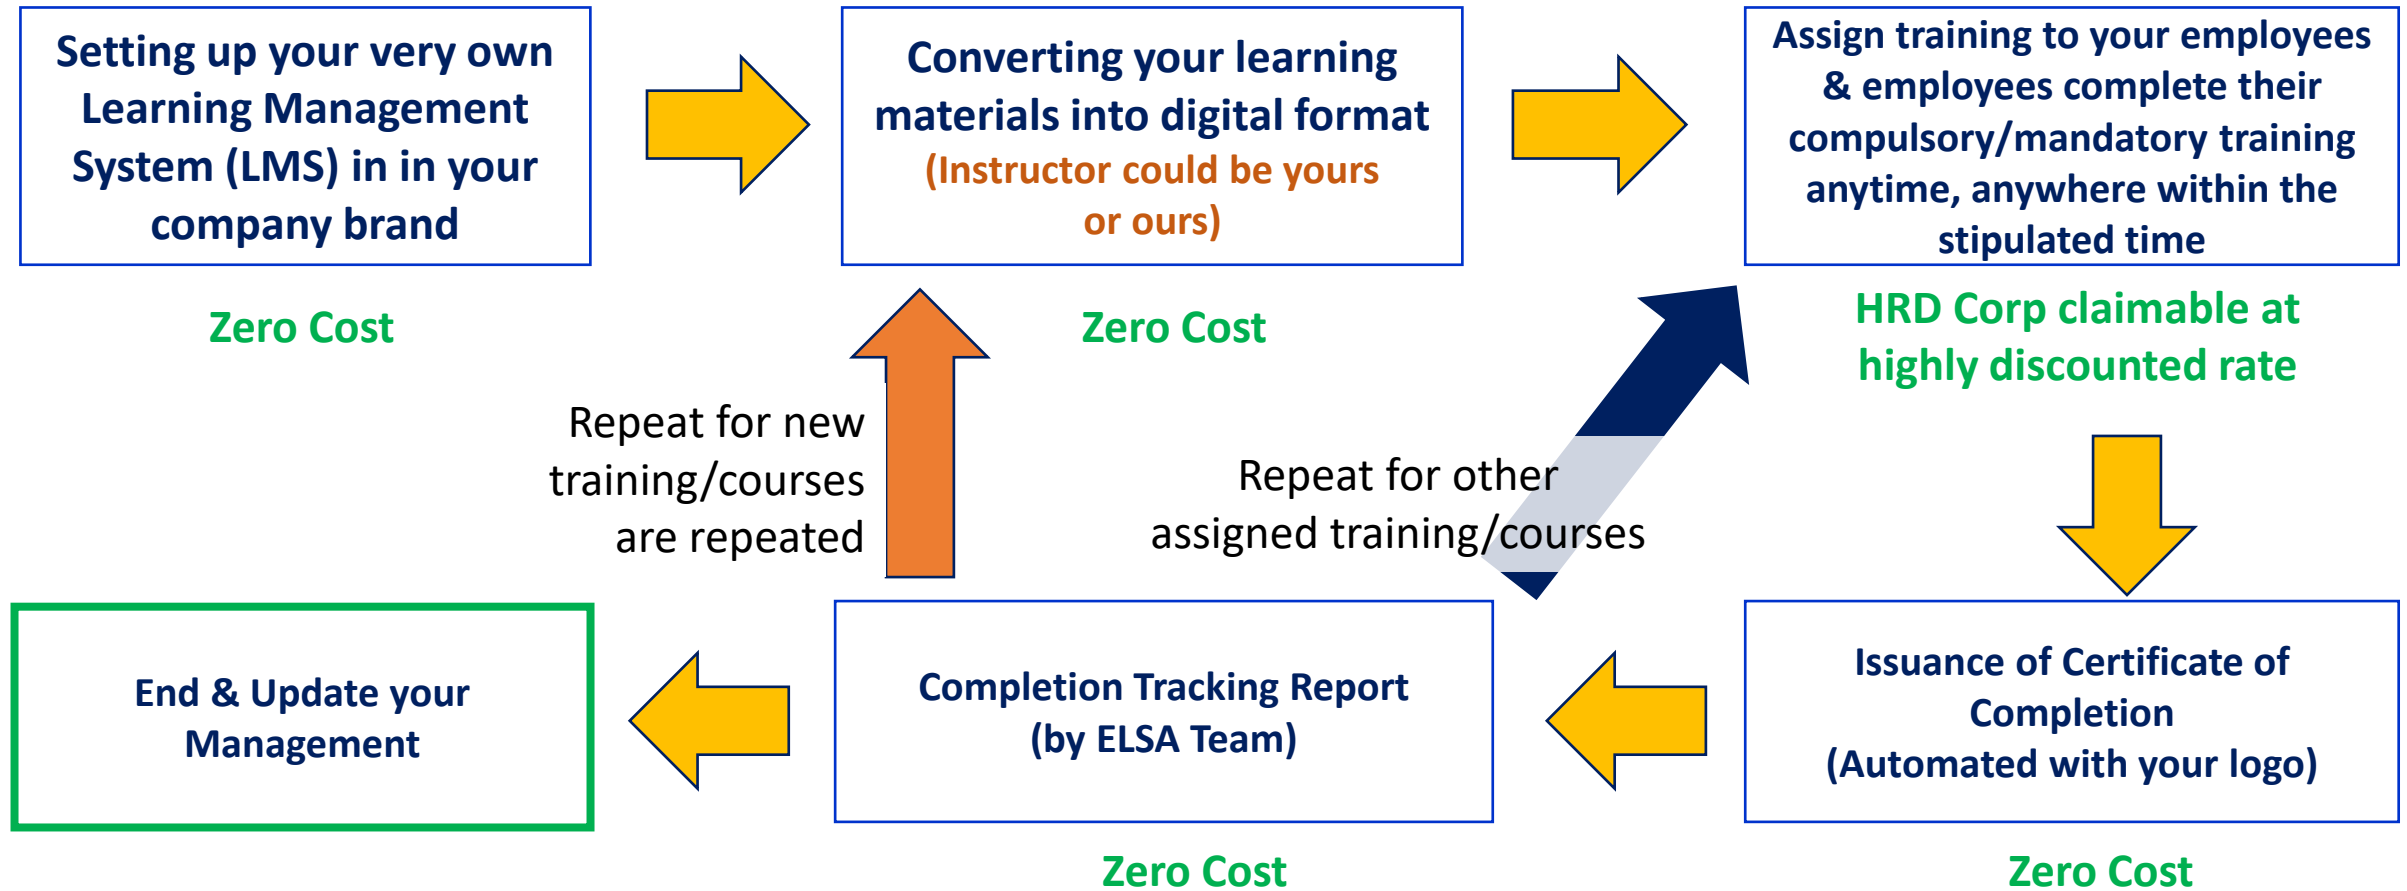 Setting up your very own
Learning Management
System (LMS) in in your
company brand
Zero Cost
Converting your learning
materials into digital format
(Instructor could be yours
or ours)
Zero Cost
Assign training to your employees
& employees complete their
compulsory/mandatory training
anytime, anywhere within the
stipulated time
HRD Corp claimable at
highly discounted rate
Repeat for new
training/courses
are repeated
Repeat for other
assigned training/courses
End & Update your
Management
Completion Tracking Report
(by ELSA Team)
Zero Cost
Issuance of Certificate of
Completion
(Automated with your logo)
Zero Cost